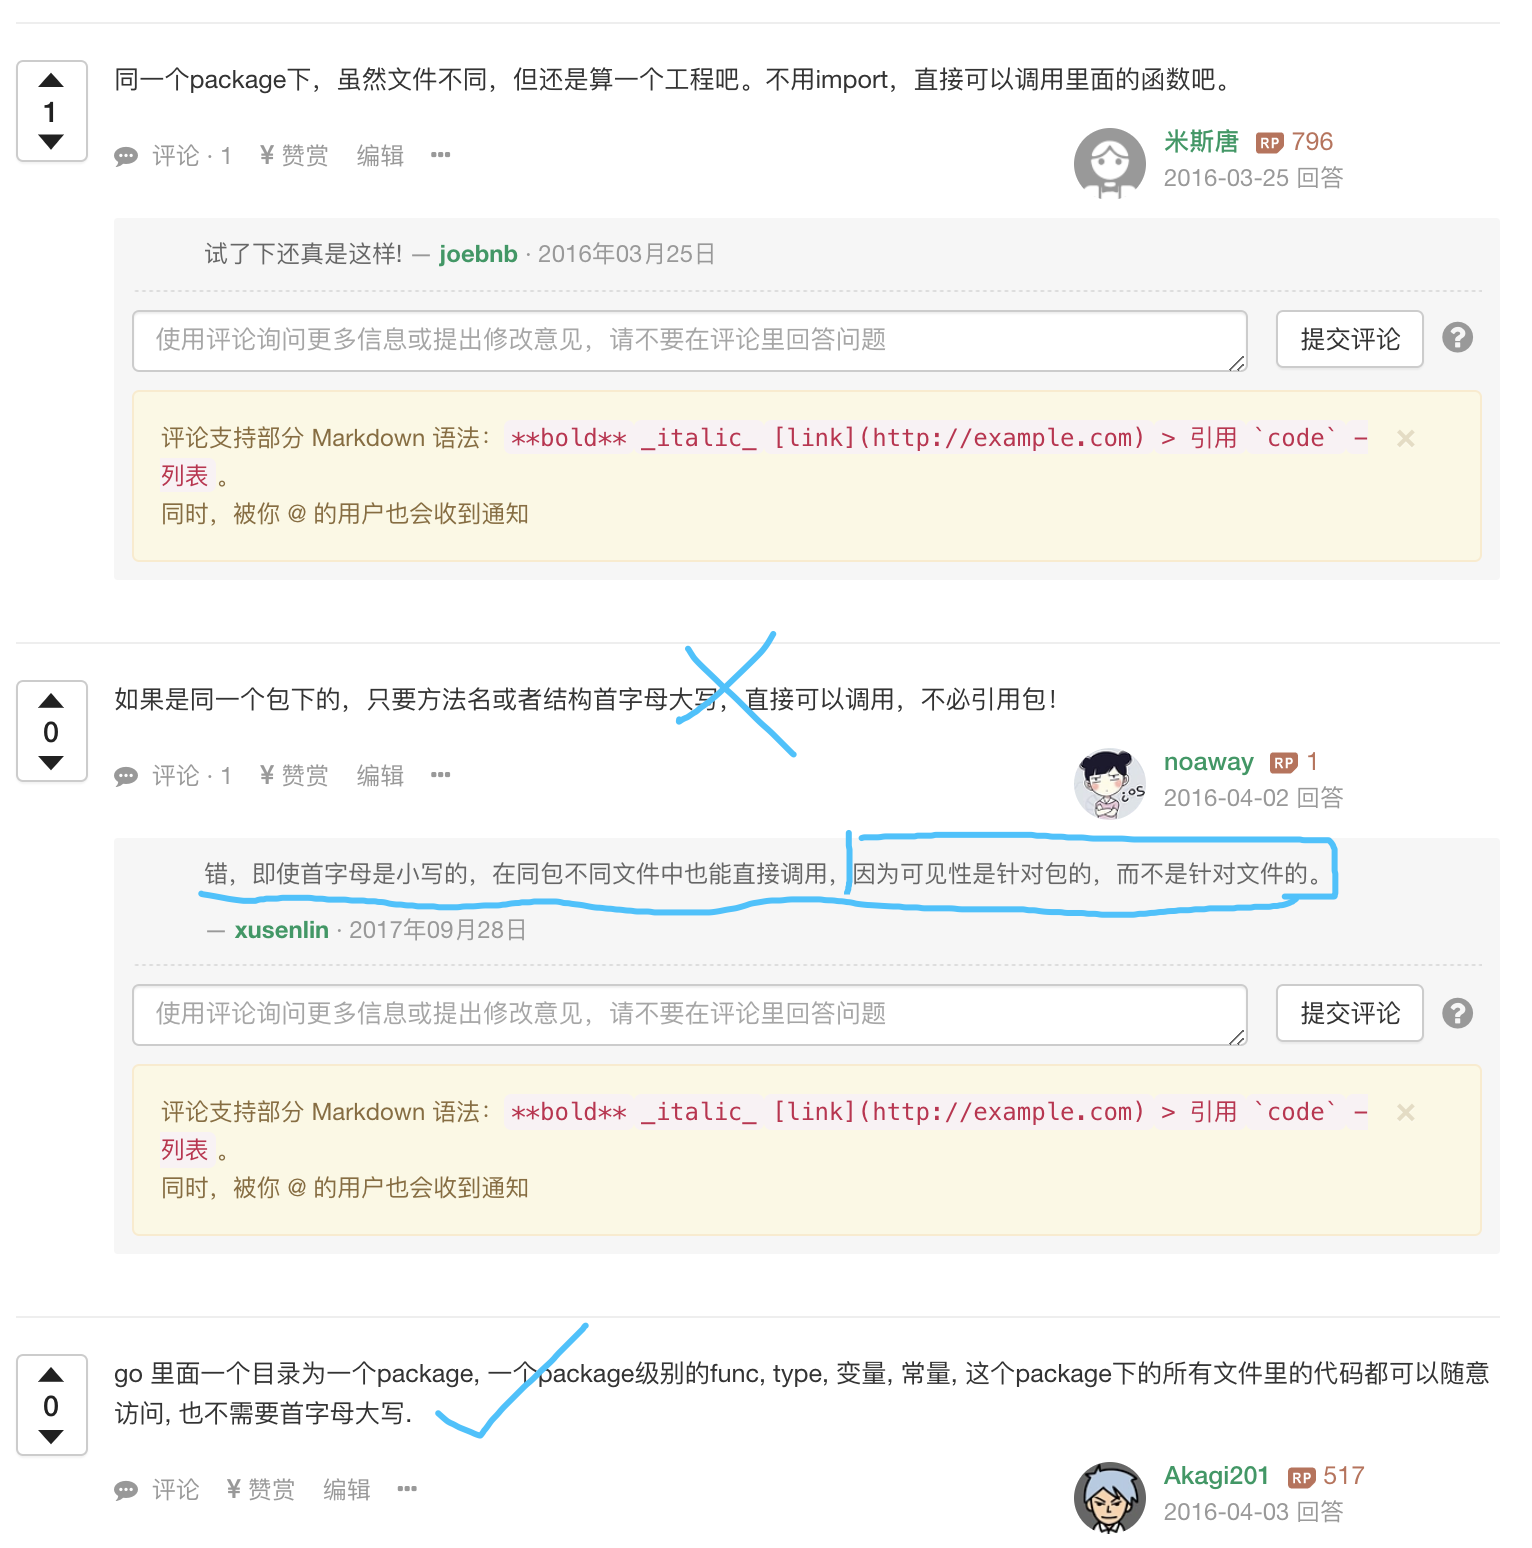 同一个package下，虽然文件不同，但还是算一个工程吧。不用import，直接可以调用里面的函数吧。
1
评论 · 1 ¥ 赞赏 编辑 ···
米斯唐 RP 796
2016-03-25 回答
试了下还真是这样! — joebnb · 2016年03月25日
使用评论询问更多信息或提出修改意见，请不要在评论里回答问题
提交评论 ?
评论支持部分 Markdown 语法：**bold** _italic_ [link](http://example.com) > 引用 `code` - ×
列表 。
同时，被你 @ 的用户也会收到通知
如果是同一个包下的，只要方法名或者结构首字母大写，直接可以调用，不必引用包！
0
评论 · 1 ¥ 赞赏 编辑 ···
noaway RP 1
iOS
2016-04-02 回答
错，即使首字母是小写的，在同包不同文件中也能直接调用，因为可见性是针对包的，而不是针对文件的。
— xusenlin · 2017年09月28日
使用评论询问更多信息或提出修改意见，请不要在评论里回答问题
提交评论 ?
评论支持部分 Markdown 语法：**bold** _italic_ [link](http://example.com) > 引用 `code` - ×
列表 。
同时，被你 @ 的用户也会收到通知
go 里面一个目录为一个package, 一个package级别的func, type, 变量, 常量, 这个package下的所有文件里的代码都可以随意
访问, 也不需要首字母大写.
0
评论 ¥ 赞赏 编辑 ···
Akagi201 RP 517
2016-04-03 回答